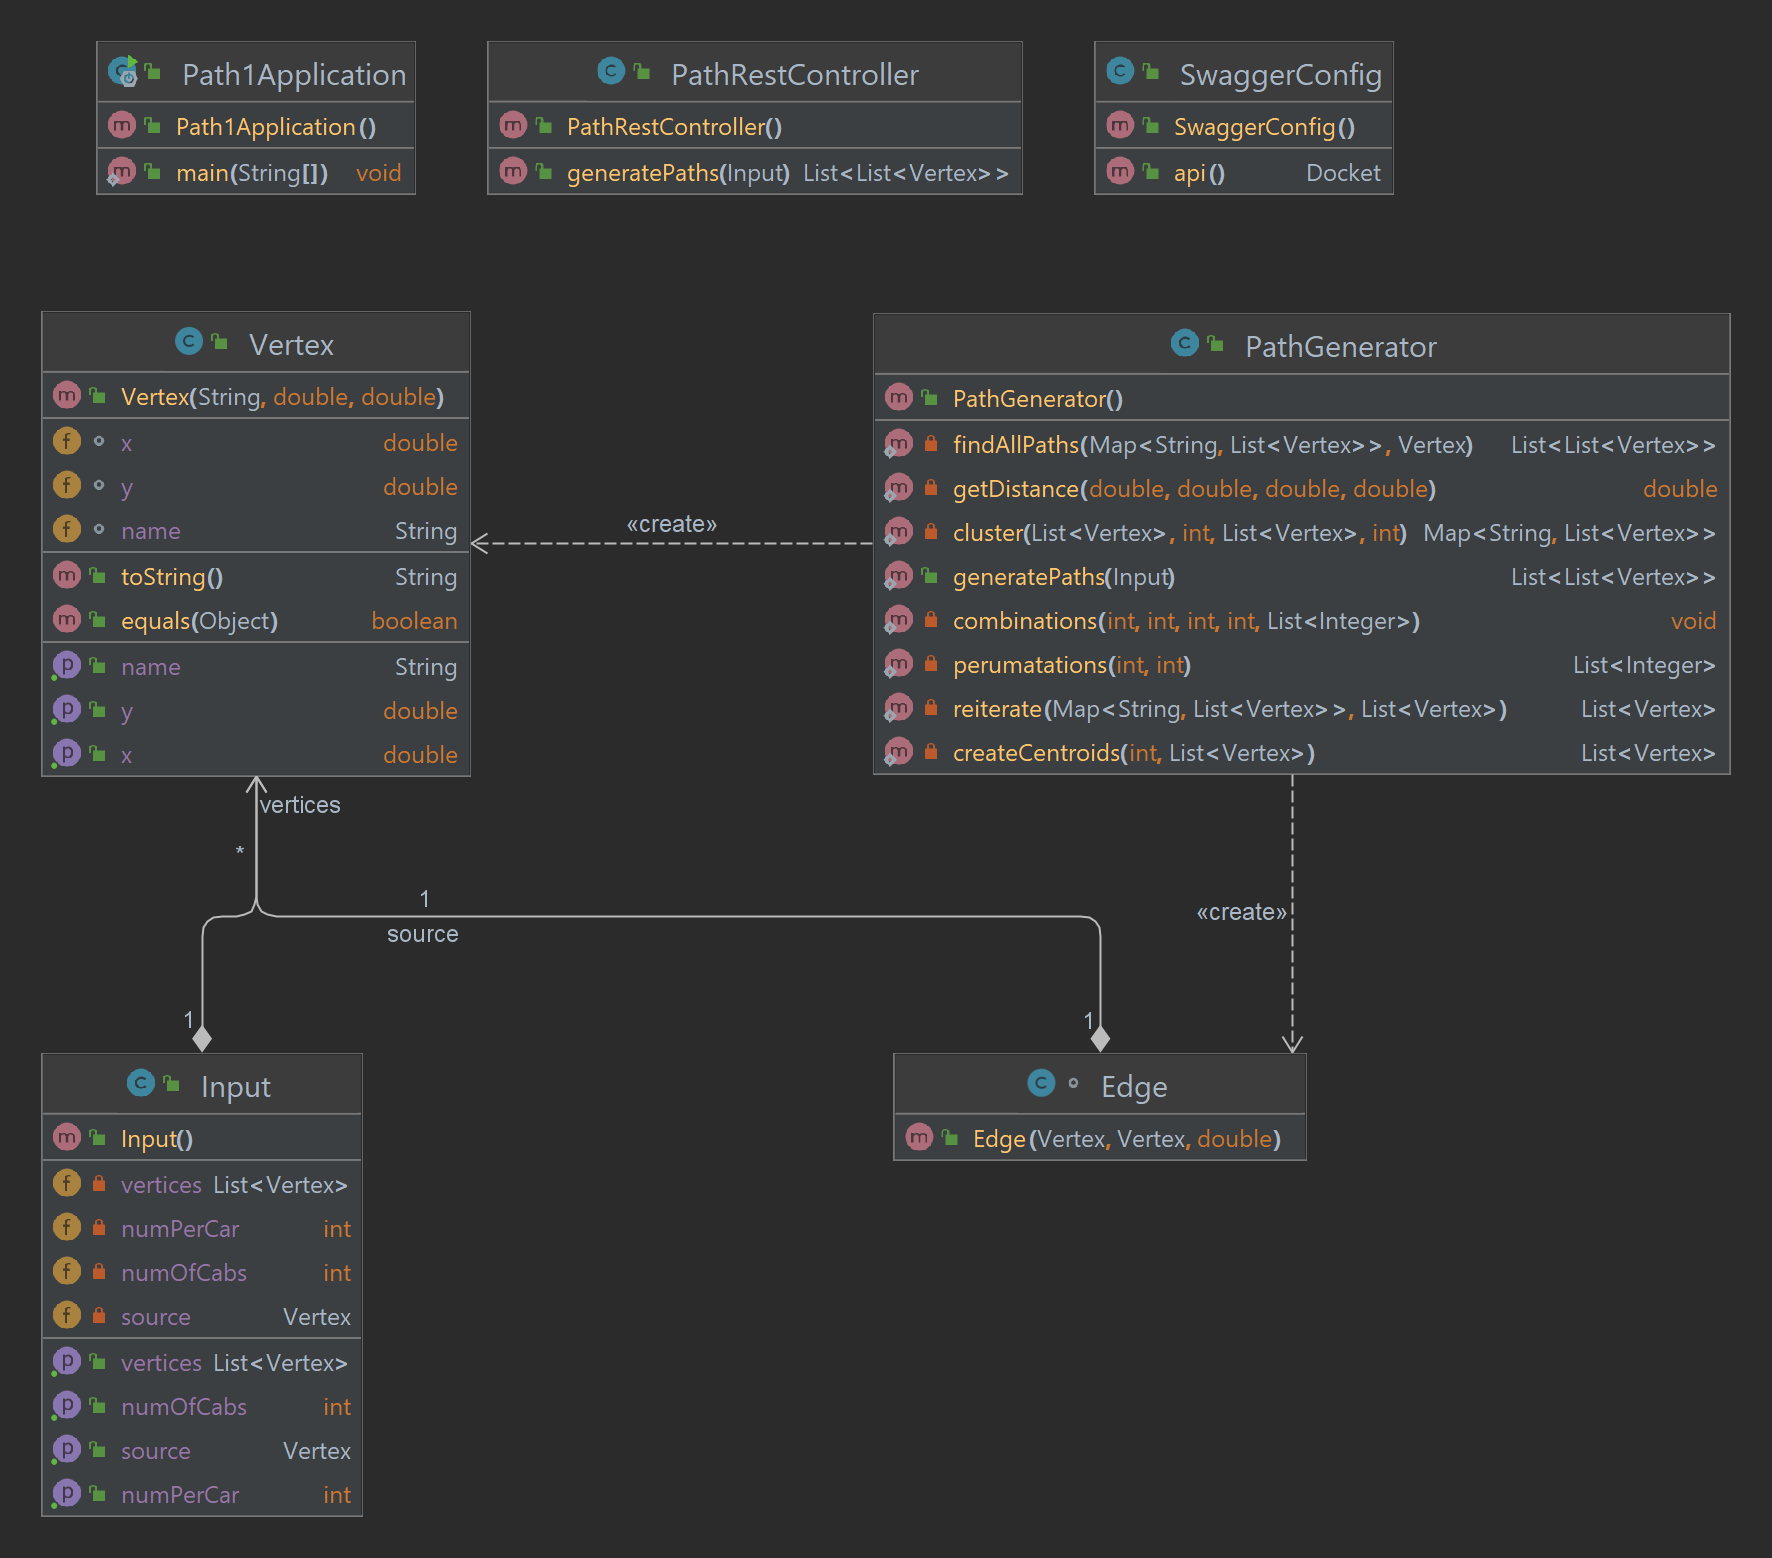 Path1Application
Path1Application()
main(String[]) void
PathRestController
PathRestController()
generatePaths(Input) List<List<Vertex>>
SwaggerConfig
SwaggerConfig()
api() Docket
Vertex
Vertex(String, double, double)
x double
y double
name String
toString() String
equals(Object) boolean
name String
y double
x double
«create»
PathGenerator
PathGenerator()
findAllPaths(Map<String, List<Vertex>>, Vertex) List<List<Vertex>>
getDistance(double, double, double, double) double
cluster(List<Vertex>, int, List<Vertex>, int) Map<String, List<Vertex>>
generatePaths(Input) List<List<Vertex>>
combinations(int, int, int, int, List<Integer>) void
perumatations(int, int) List<Integer>
reiterate(Map<String, List<Vertex>>, List<Vertex>) List<Vertex>
createCentroids(int, List<Vertex>) List<Vertex>
vertices
*
1
source
«create»
1
1
Input
Input()
vertices List<Vertex>
numPerCar int
numOfCabs int
source Vertex
vertices List<Vertex>
numOfCabs int
source Vertex
numPerCar int
Edge
Edge(Vertex, Vertex, double)